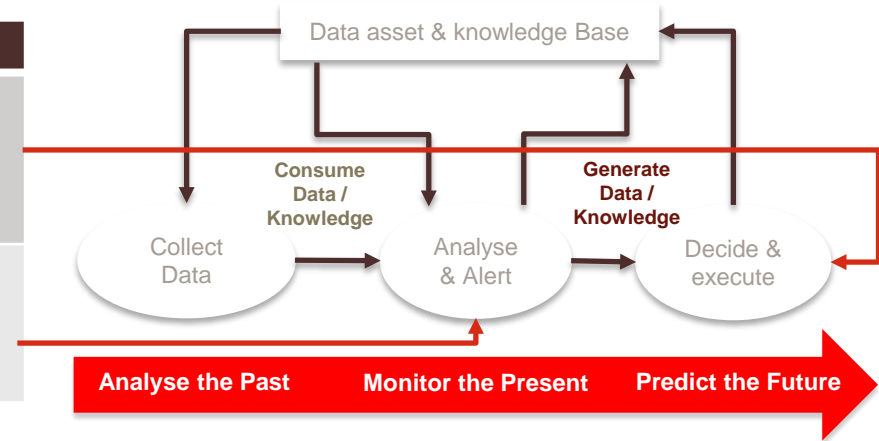 Data asset & knowledge Base
Consume
Data /
Knowledge
Generate
Data /
Knowledge
Collect
Data
Analyse
& Alert
Decide &
execute
Analyse the Past
Monitor the Present
Predict the Future